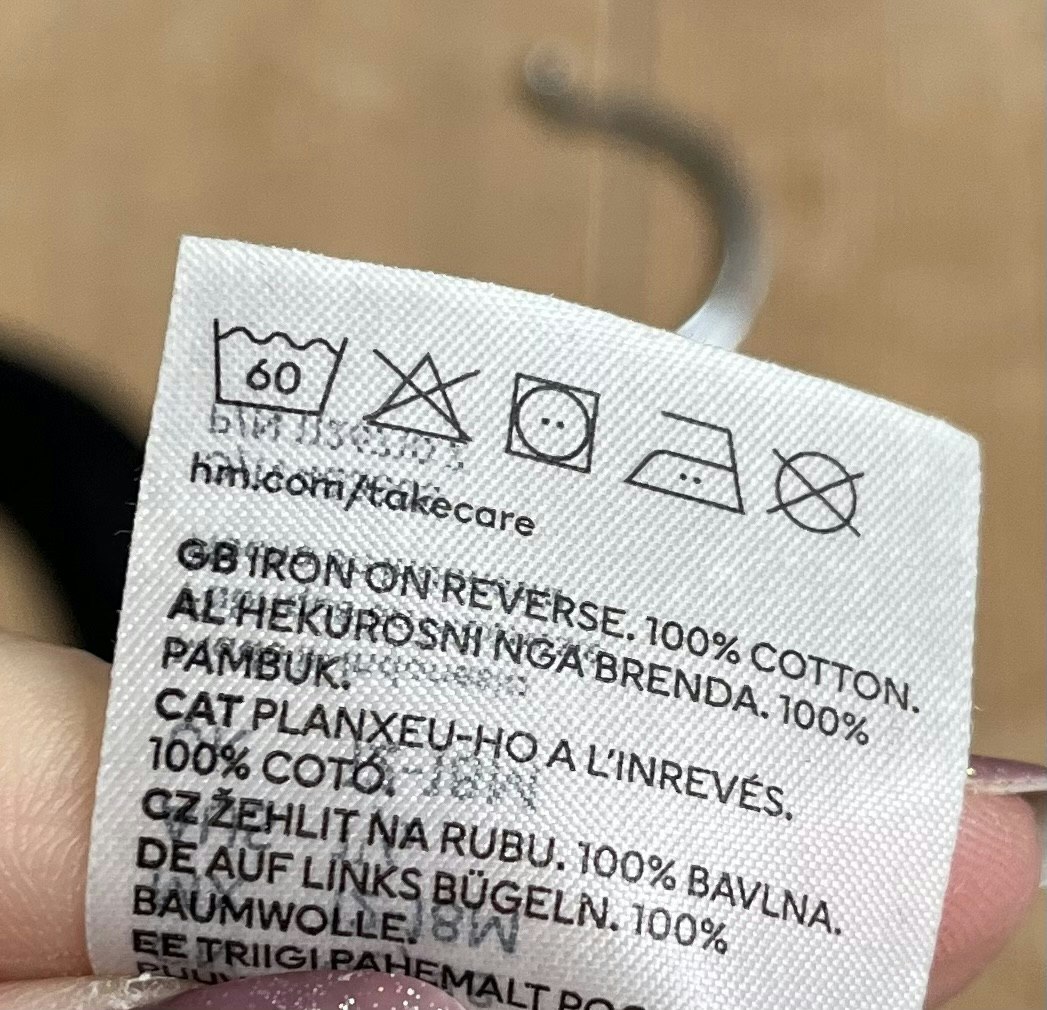 60
hm.com/takecare
GB IRON ON REVERSE. 100% COTTON.
AL HEKUROSNI NGA BRENDA. 100%
PAMBUK.
CAT PLANXEU-HO A L'INREVÉS.
100% COTÓ.
CZ ŽEHLIT NA RUBU. 100% BAVLNA.
DE AUF LINKS BÜGELN. 100%
BAUMWOLLE.
EE TRIIGI PAHEMALT